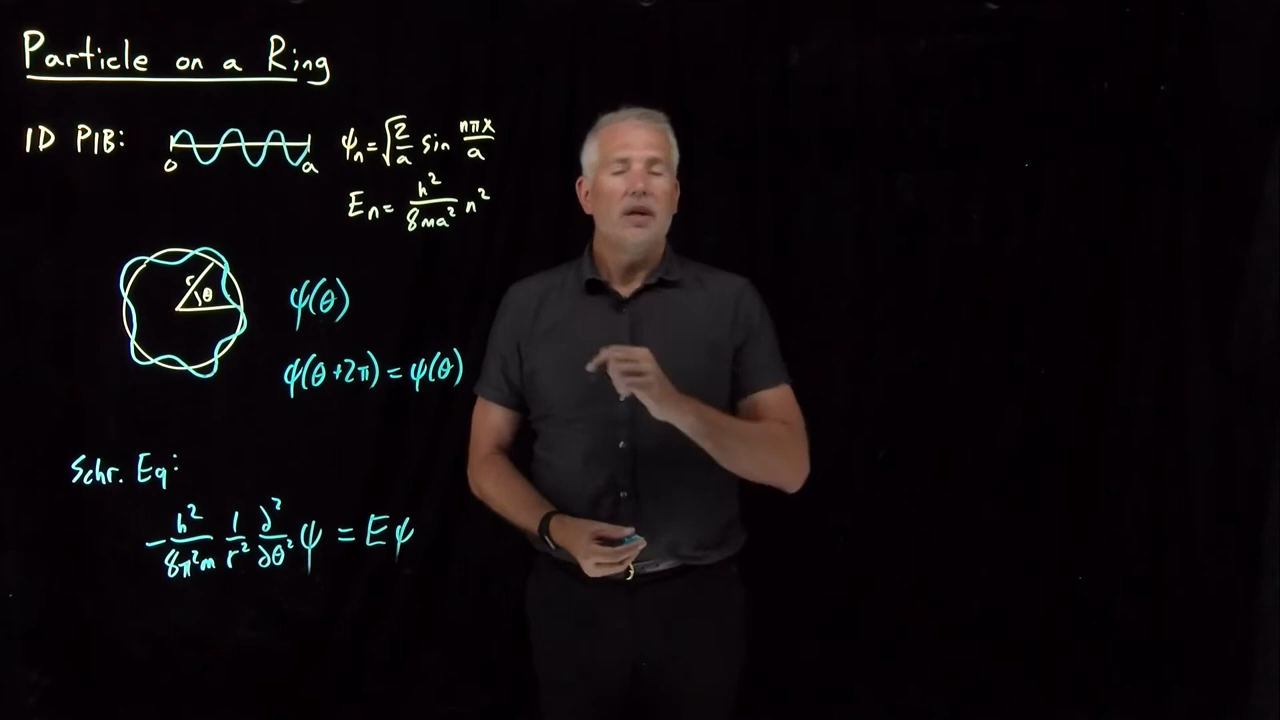 Particle on a Ring
1D PIB:
0 a
ψₙ = √(2/a) sin nπx/a
Eₙ = h²/8ma² n²
r θ
ψ(θ)
ψ(θ+2π) = ψ(θ)
Schr. Eq:
-h²/8π²m 1/r² ∂²/∂θ² ψ = Eψ